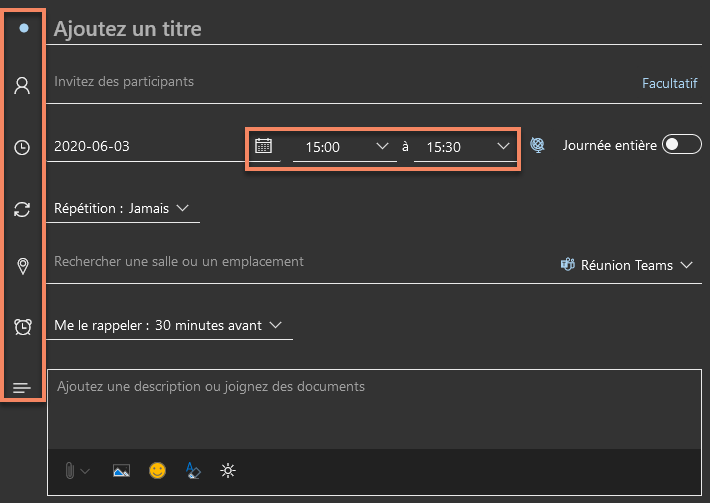 Ajoutez un titre
Invitez des participants
Facultatif
2020-06-03 15:00 à 15:30 Journée entière
Répétition : Jamais
Rechercher une salle ou un emplacement
Réunion Teams
Me le rappeler : 30 minutes avant
Ajoutez une description ou joignez des documents